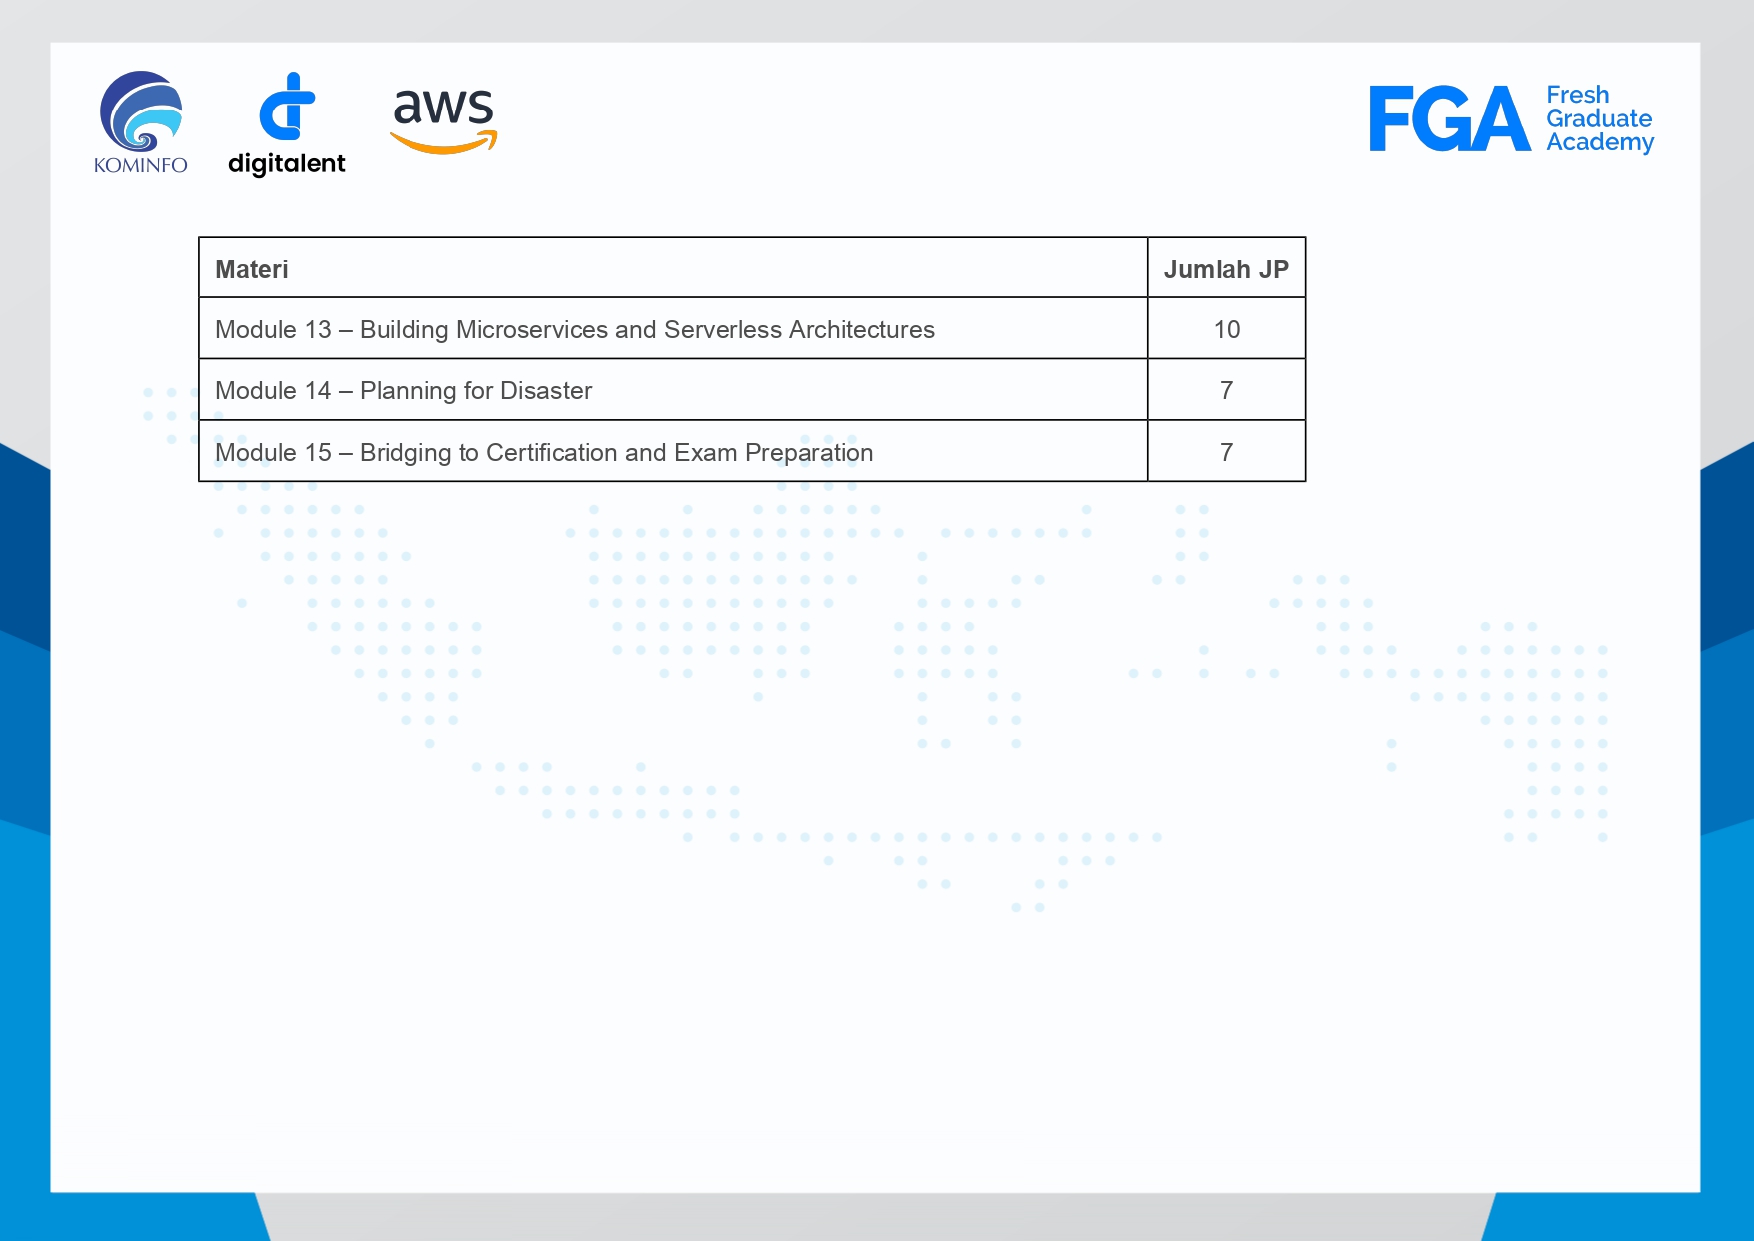 KOMINFO
digitalent
aws
FGA
Fresh
Graduate
Academy
Materi Jumlah JP
Module 13 – Building Microservices and Serverless Architectures 10
Module 14 – Planning for Disaster 7
Module 15 – Bridging to Certification and Exam Preparation 7